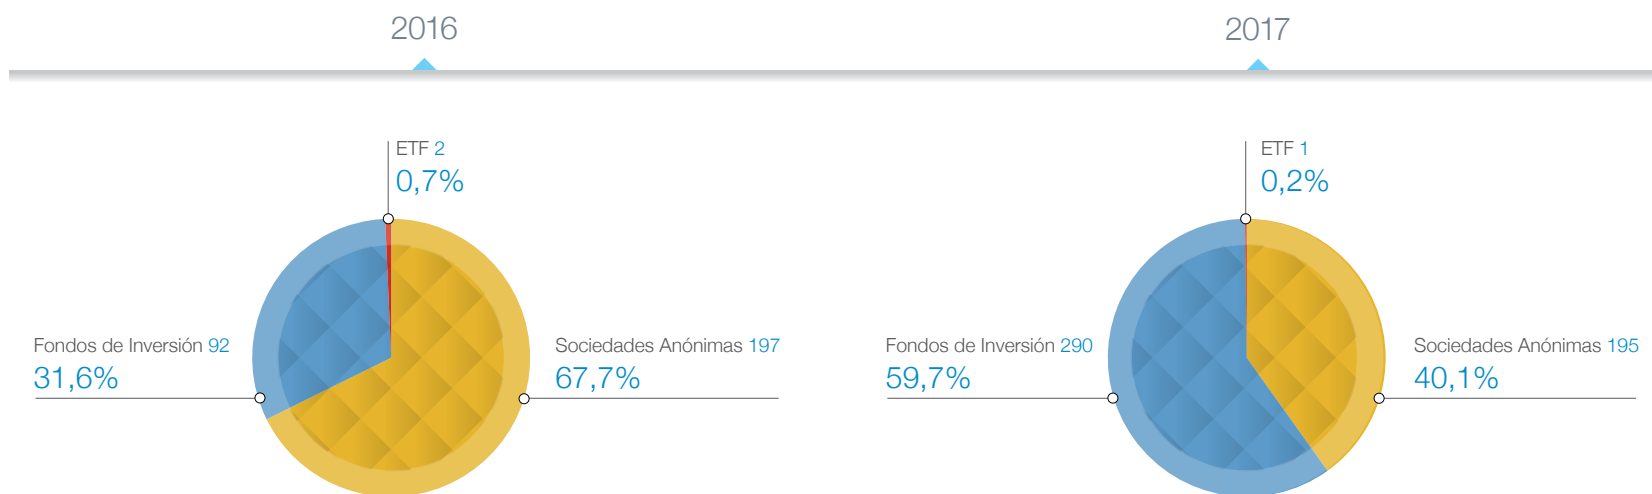 2016
2017
ETF 2
0,7%
ETF 1
0,2%
Fondos de Inversión 92
31,6%
Sociedades Anónimas 197
67,7%
Fondos de Inversión 290
59,7%
Sociedades Anónimas 195
40,1%